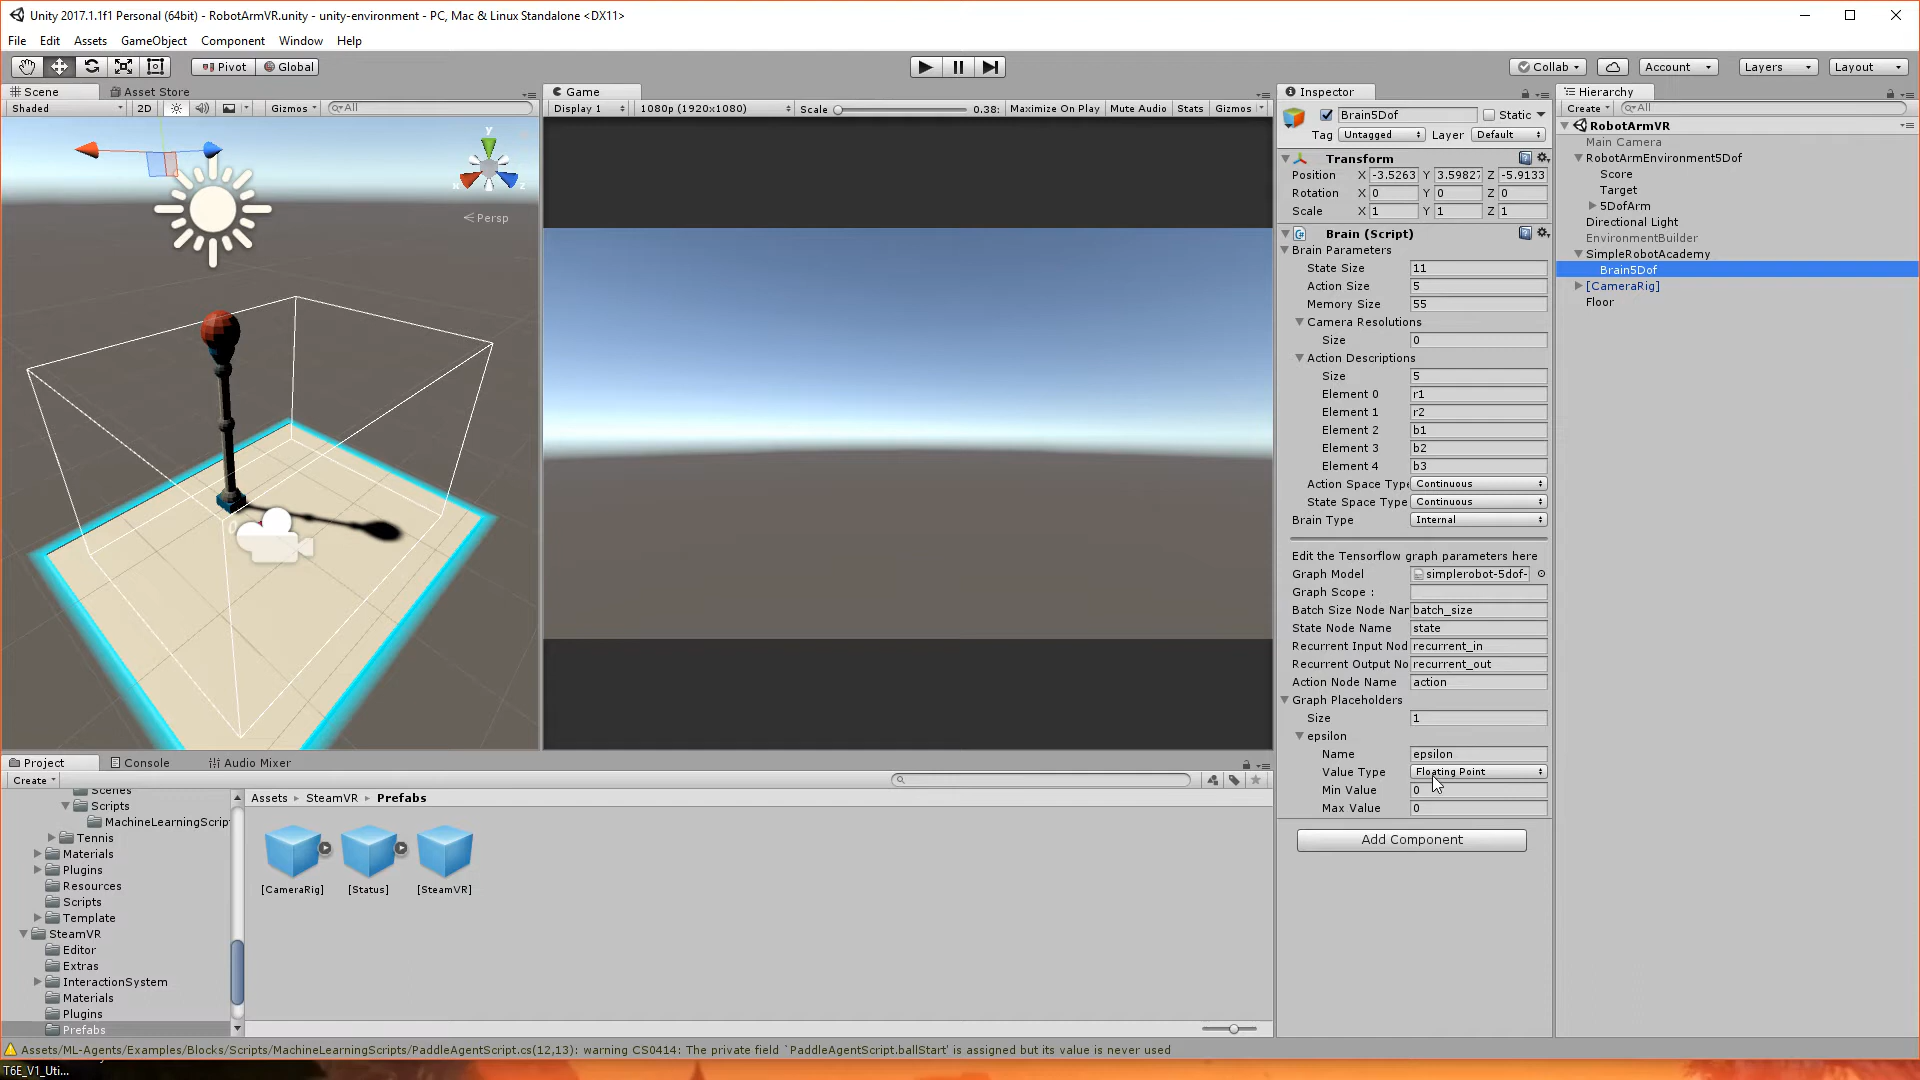 Unity 2017.1.1f1 Personal (64bit) - RobotArmVR.unity - unity-environment - PC, Mac & Linux Standalone <DX11>
File Edit Assets GameObject Component Window Help
Pivot Global Collab Account Layers Layout
Scene Asset Store
Shaded 2D Gizmos All
y
x z
Persp
Game
Display 1 1080p (1920x1080) Scale 0.38: Maximize On Play Mute Audio Stats Gizmos
Inspector
Brain5Dof Static
Tag Untagged Layer Default
Transform
Position X -3.5263 Y 3.5982 Z -5.9133
Rotation X 0 Y 0 Z 0
Scale X 1 Y 1 Z 1
Brain (Script)
Brain Parameters
State Size 11
Action Size 5
Memory Size 55
Camera Resolutions
Size 0
Action Descriptions
Size 5
Element 0 r1
Element 1 r2
Element 2 b1
Element 3 b2
Element 4 b3
Action Space Type Continuous
State Space Type Continuous
Brain Type Internal
Edit the Tensorflow graph parameters here
Graph Model simplerobot-5dof-
Graph Scope :
Batch Size Node Nar batch_size
State Node Name state
Recurrent Input Nod recurrent_in
Recurrent Output No recurrent_out
Action Node Name action
Graph Placeholders
Size 1
epsilon
Name epsilon
Value Type Floating Point
Min Value 0
Max Value 0
Add Component
Hierarchy
Create All
RobotArmVR
Main Camera
RobotArmEnvironment5Dof
Score
Target
5DofArm
Directional Light
EnvironmentBuilder
SimpleRobotAcademy
Brain5Dof
[CameraRig]
Floor
Project Console Audio Mixer
Create
Scenes
Scripts
MachineLearningScrip
Tennis
Materials
Plugins
Resources
Scripts
Template
SteamVR
Editor
Extras
InteractionSystem
Materials
Plugins
Prefabs
Assets SteamVR Prefabs
[CameraRig] [Status] [SteamVR]
Assets/ML-Agents/Examples/Blocks/Scripts/MachineLearningScripts/PaddleAgentScript.cs(12,13): warning CS0414: The private field `PaddleAgentScript.ballStart' is assigned but its value is never used
T6E_V1_Uti...